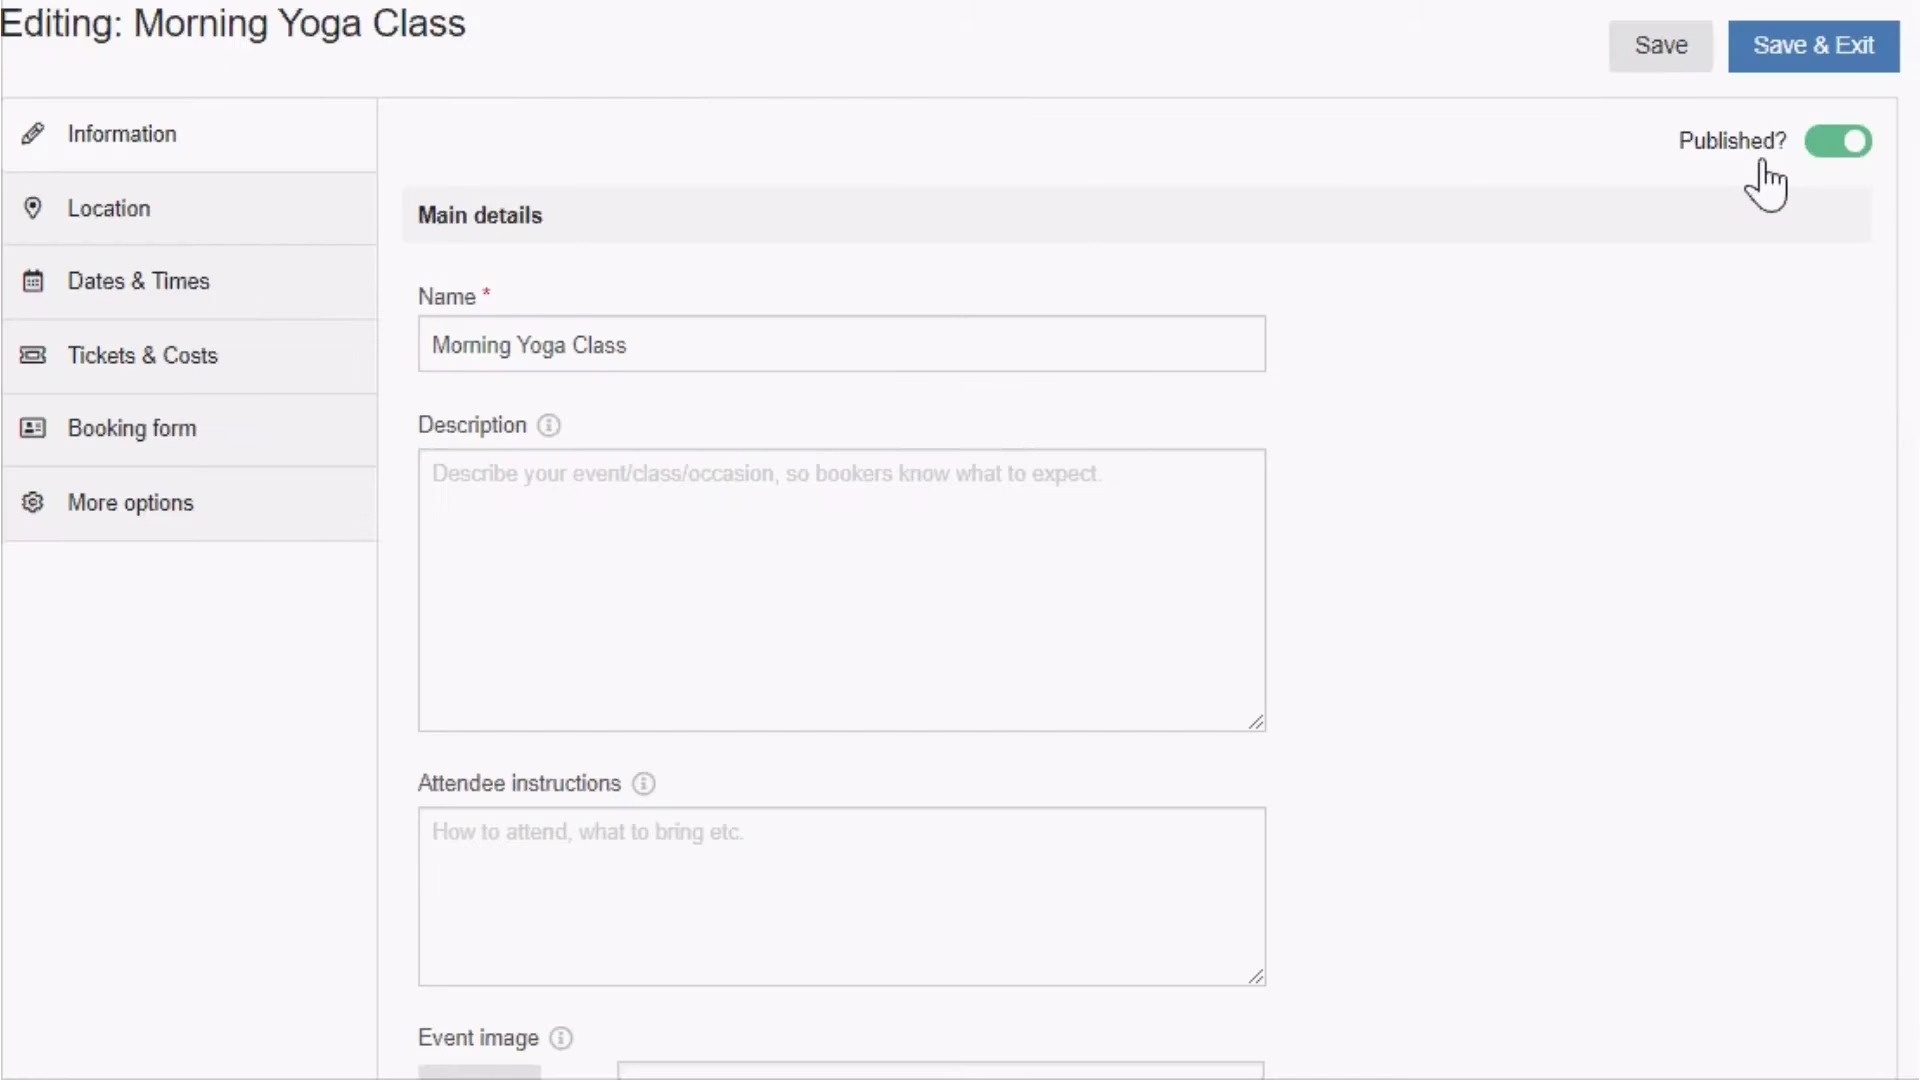 Editing: Morning Yoga Class
Save
Save & Exit
Information
Location
Dates & Times
Tickets & Costs
Booking form
More options
Published?
Main details
Name *
Morning Yoga Class
Description
Describe your event/class/occasion, so bookers know what to expect.
Attendee instructions
How to attend, what to bring etc.
Event image